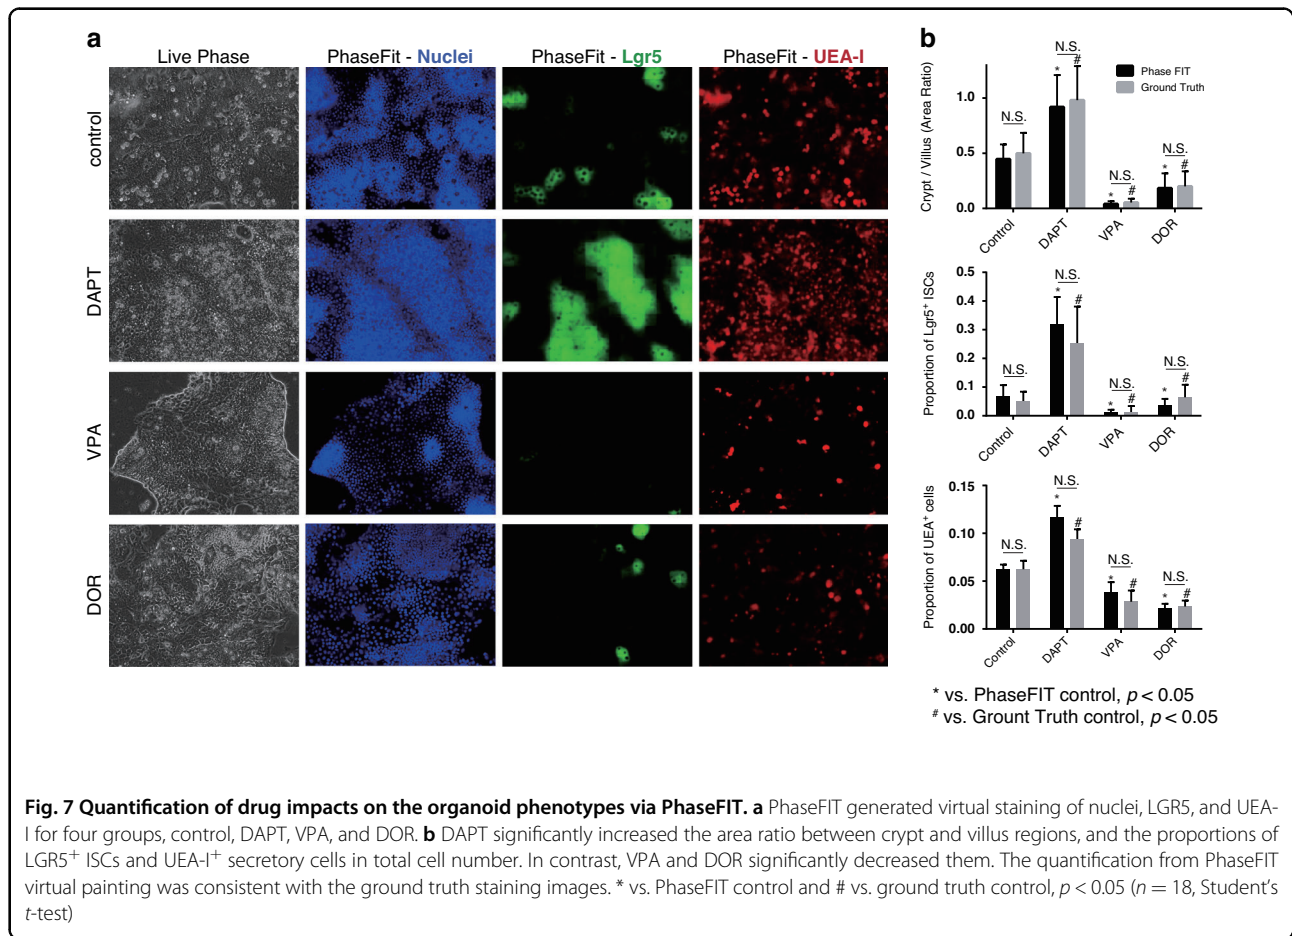 a
Live Phase
PhaseFit - Nuclei
PhaseFit - Lgr5
PhaseFit - UEA-I
control
DAPT
VPA
DOR
b
N.S.
N.S.
N.S.
N.S.
* # * # * #
Phase FIT
Ground Truth
Crypt / Villus (Area Ratio)
1.0
0.5
0.0
Control
DAPT
VPA
DOR
N.S.
N.S.
N.S.
N.S.
* # * # * #
Proportion of Lgr5+ ISCs
0.5
0.4
0.3
0.2
0.1
0.0
Control
DAPT
VPA
DOR
N.S.
N.S.
N.S.
N.S.
* # * # * #
Proportion of UEA+ cells
0.15
0.10
0.05
0.00
Control
DAPT
VPA
DOR
* vs. PhaseFIT control, p < 0.05
# vs. Grount Truth control, p < 0.05
Fig. 7 Quantification of drug impacts on the organoid phenotypes via PhaseFIT. a PhaseFIT generated virtual staining of nuclei, LGR5, and UEA-
I for four groups, control, DAPT, VPA, and DOR. b DAPT significantly increased the area ratio between crypt and villus regions, and the proportions of
LGR5+ ISCs and UEA-I+ secretory cells in total cell number. In contrast, VPA and DOR significantly decreased them. The quantification from PhaseFIT
virtual painting was consistent with the ground truth staining images. * vs. PhaseFIT control and # vs. ground truth control, p < 0.05 (n = 18, Student's
t-test)